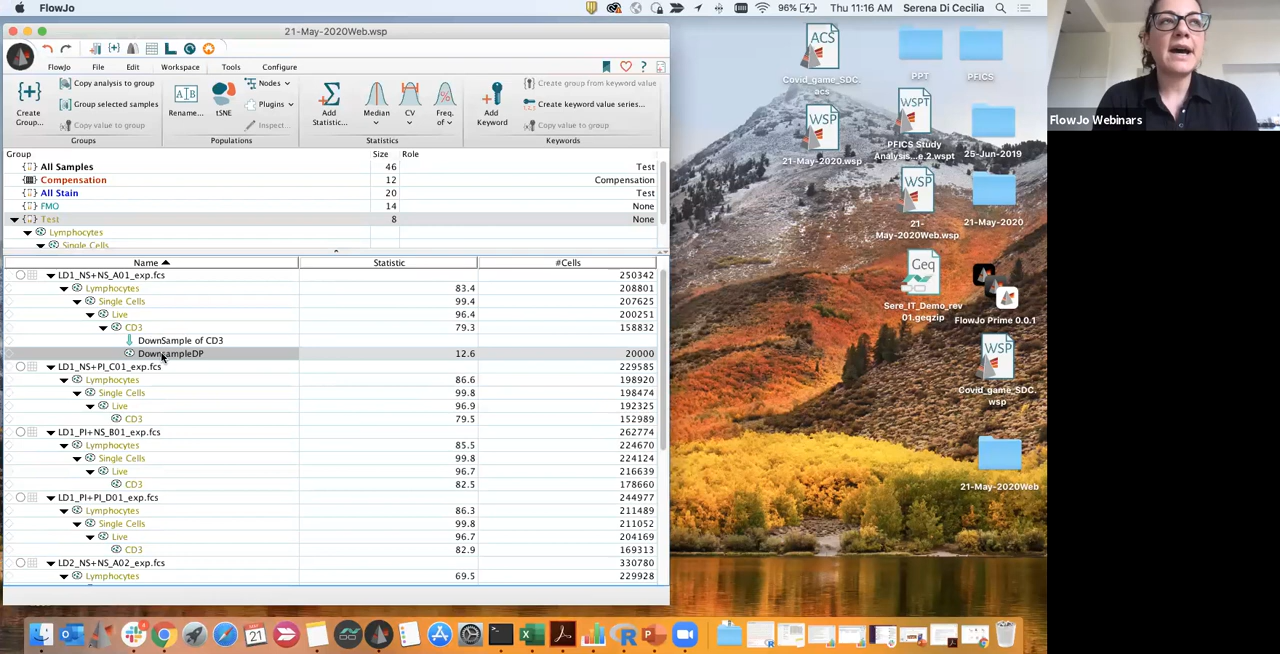 FlowJo
96%
Thu 11:16 AM
Serena Di Cecilia
21-May-2020Web.wsp
FlowJo
File
Edit
Workspace
Tools
Configure
Create Group...
Copy analysis to group
Group selected samples
Copy value to group
Groups
Rename...
tSNE
Nodes
Plugins
Inspect...
Populations
Add Statistic...
Median
CV
Freq. of
Statistics
Add Keyword
Create group from keyword value
Create keyword value series...
Copy value to keyword
Keywords
Group Size Role
All Samples 46 Test
Compensation 12 Compensation
All Stain 20 Test
FMO 14 None
Test 8 None
Lymphocytes
Single Cells
Name Statistic #Cells
LD1_NS+NS_A01_exp.fcs 250342
Lymphocytes 83.4 208801
Single Cells 99.4 207625
Live 96.4 200251
CD3 79.3 158832
DownSample of CD3
DownsampleDP 12.6 20000
LD1_NS+PI_C01_exp.fcs 229585
Lymphocytes 86.6 198920
Single Cells 99.8 198474
Live 96.9 192325
CD3 79.5 152989
LD1_PI+NS_B01_exp.fcs 262774
Lymphocytes 85.5 224670
Single Cells 99.8 224124
Live 96.7 216639
CD3 82.5 178660
LD1_PI+PI_D01_exp.fcs 244977
Lymphocytes 86.3 211489
Single Cells 99.8 211052
Live 96.7 204169
CD3 82.9 169313
LD2_NS+NS_A02_exp.fcs 330780
Lymphocytes 69.5 229928
ACS
Covid_game_SDC.
acs
PPT
PFICS
WSP
21-May-2020.wsp
WSPT
PFICS Study
Analysis...e.2.wspt
25-Jun-2019
WSP
21-
May-2020Web.wsp
21-May-2020
Geq
Sere_IT_Demo_rev
01.geqzip
FlowJo Prime 0.0.1
WSP
Covid_game_SDC.
wsp
21-May-2020Web
FlowJo Webinars
21